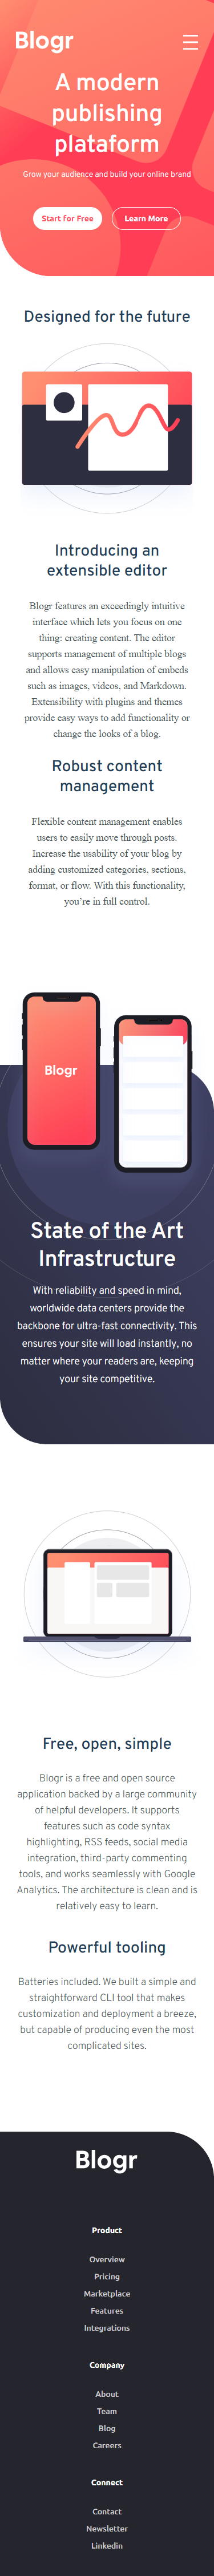 Blogr
A modern
publishing
plataform
Grow your audience and build your online brand
Start for Free
Learn More
Designed for the future
Introducing an
extensible editor
Blogr features an exceedingly intuitive
interface which lets you focus on one
thing: creating content. The editor
supports management of multiple blogs
and allows easy manipulation of embeds
such as images, videos, and Markdown.
Extensibility with plugins and themes
provide easy ways to add functionality or
change the looks of a blog.
Robust content
management
Flexible content management enables
users to easily move through posts.
Increase the usability of your blog by
adding customized categories, sections,
format, or flow. With this functionality,
you’re in full control.
Blogr
State of the Art
Infrastructure
With reliability and speed in mind,
worldwide data centers provide the
backbone for ultra-fast connectivity. This
ensures your site will load instantly, no
matter where your readers are, keeping
your site competitive.
Free, open, simple
Blogr is a free and open source
application backed by a large community
of helpful developers. It supports
features such as code syntax
highlighting, RSS feeds, social media
integration, third-party commenting
tools, and works seamlessly with Google
Analytics. The architecture is clean and is
relatively easy to learn.
Powerful tooling
Batteries included. We built a simple and
straightforward CLI tool that makes
customization and deployment a breeze,
but capable of producing even the most
complicated sites.
Blogr
Product
Overview
Pricing
Marketplace
Features
Integrations
Company
About
Team
Blog
Careers
Connect
Contact
Newsletter
Linkedin